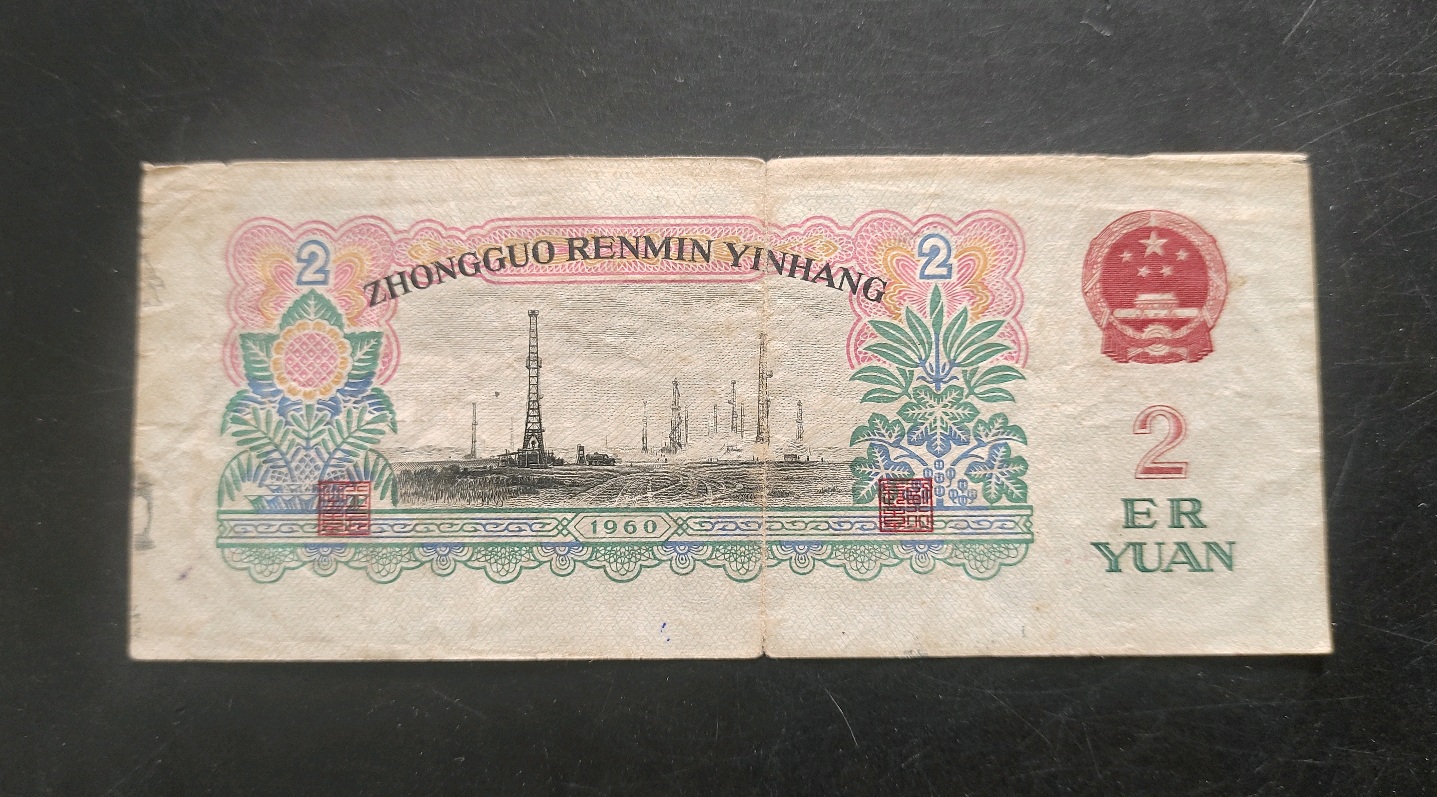 2
2
ZHONGGUO RENMIN YINHANG
2
ER
YUAN
1960